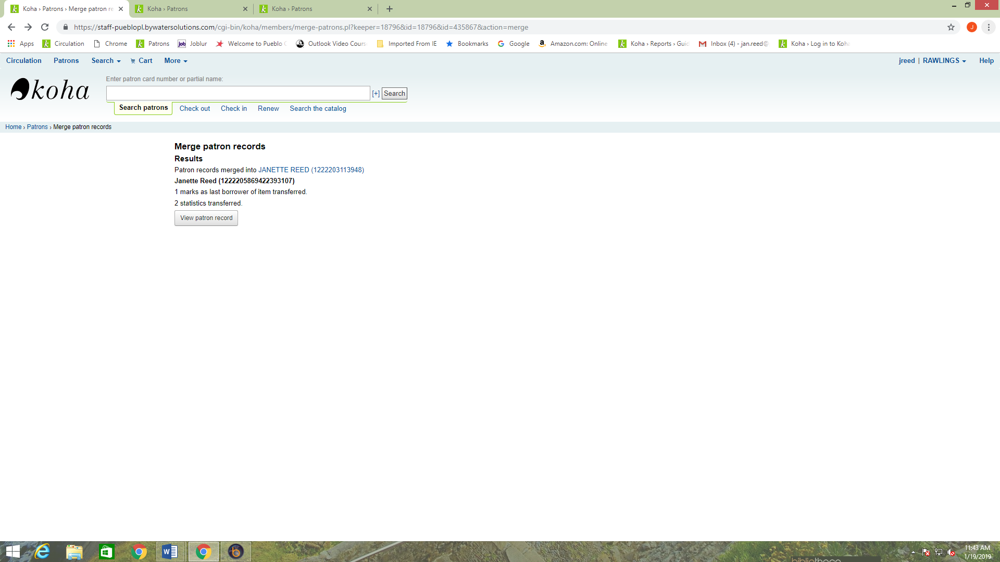 Koha › Patrons › Merge patron re
Koha › Patrons
Koha › Patrons
https://staff-pueblopl.bywatersolutions.com/cgi-bin/koha/members/merge-patrons.pl?keeper=18796&id=18796&id=435867&action=merge
J
Apps Circulation Chrome Patrons Joblur Welcome to Pueblo Outlook Video Cours Imported From IE Bookmarks Google Amazon.com: Online Koha › Reports › Guid Inbox (4) - jan.reed@ Koha › Log in to Koha
Circulation Patrons Search Cart More jreed | RAWLINGS Help
koha
Enter patron card number or partial name:
[+] Search
Search patrons Check out Check in Renew Search the catalog
Home › Patrons › Merge patron records
Merge patron records
Results
Patron records merged into JANETTE REED (1222203113948)
Janette Reed (1222205869422393107)
1 marks as last borrower of item transferred.
2 statistics transferred.
View patron record
11:43 AM
1/19/2019